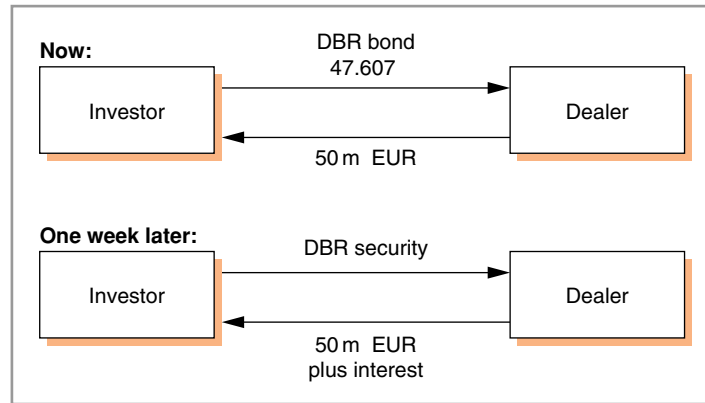 Now:
DBR bond
47.607
Investor
Dealer
50 m EUR
One week later:
DBR security
Investor
Dealer
50 m EUR
plus interest